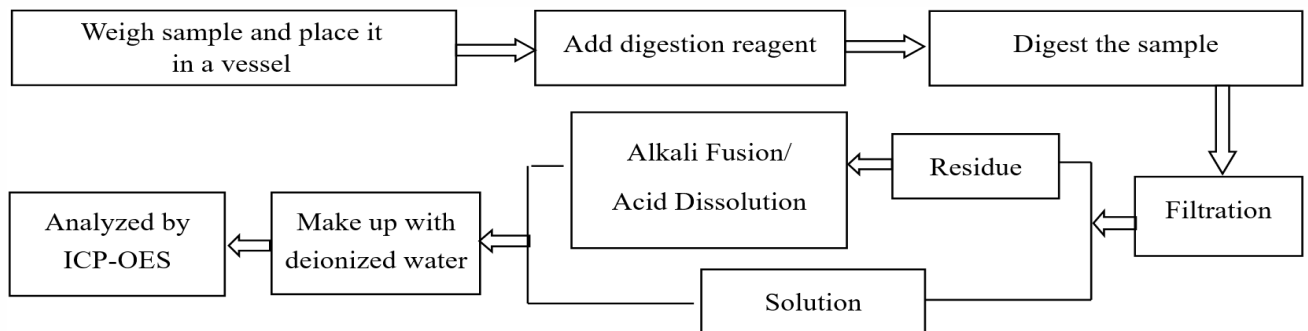 Weigh sample and place it
in a vessel
Add digestion reagent
Digest the sample
Filtration
Residue
Alkali Fusion/
Acid Dissolution
Solution
Make up with
deionized water
Analyzed by
ICP-OES